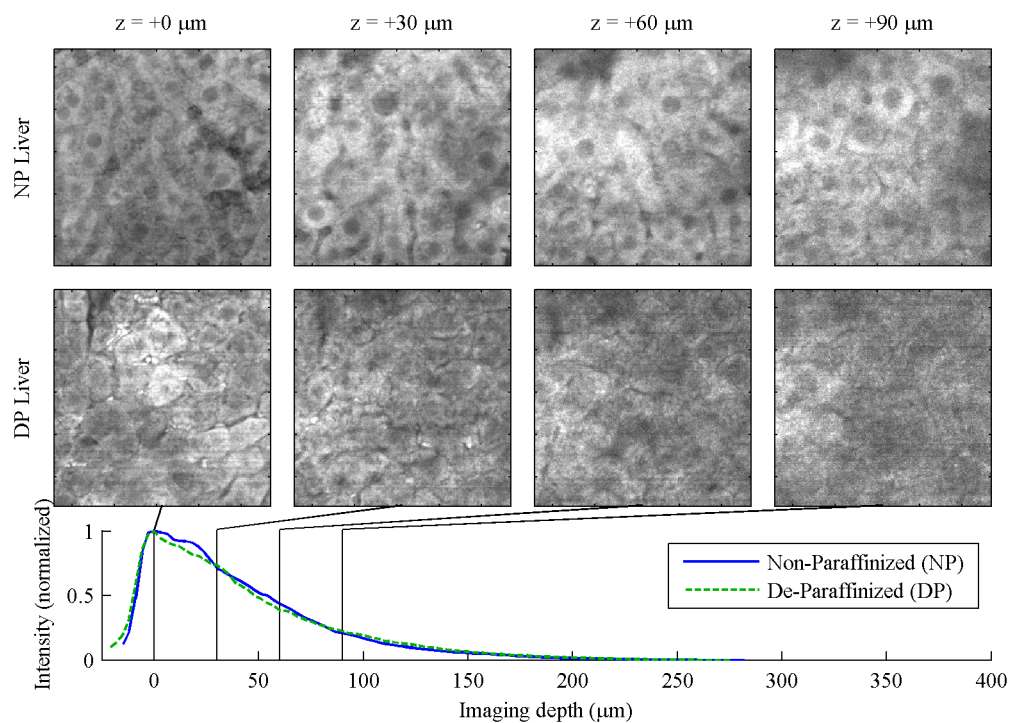 z = +0 μm
z = +30 μm
z = +60 μm
z = +90 μm
NP Liver
DP Liver
Intensity (normalized)
1
0.5
0
Non-Paraffinized (NP)
De-Paraffinized (DP)
0 50 100 150 200 250 300 350 400
Imaging depth (μm)